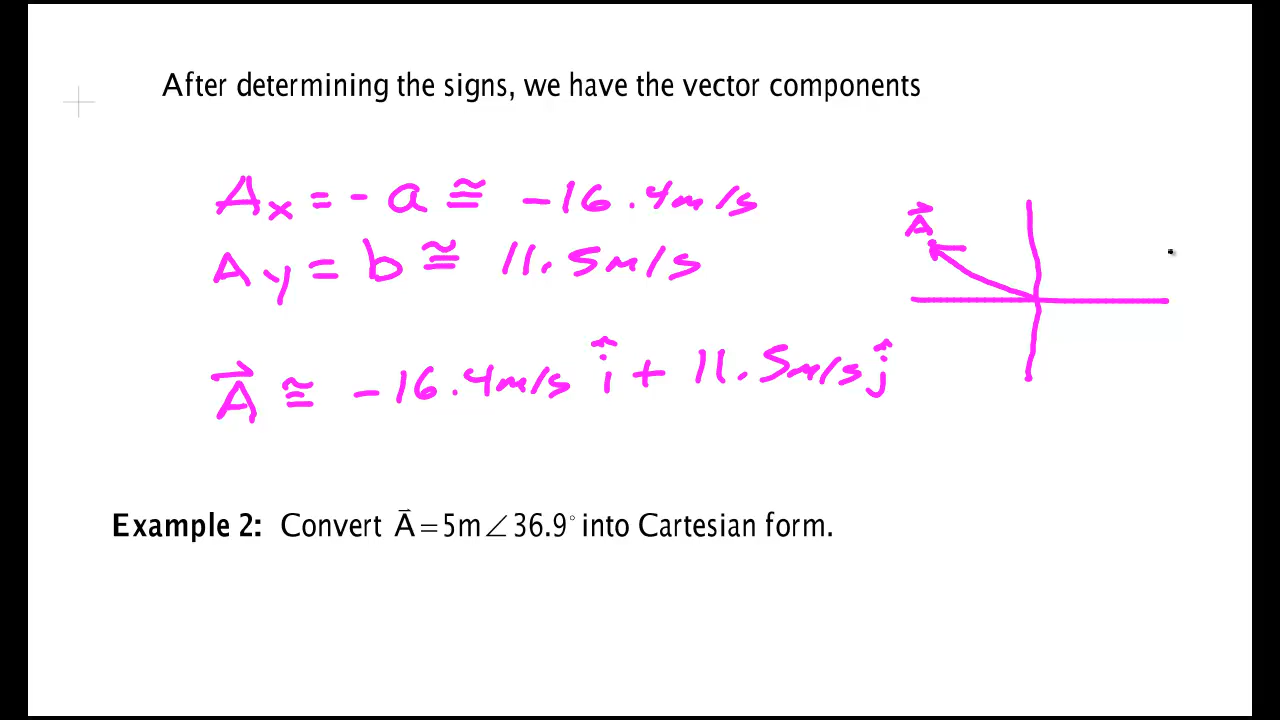 After determining the signs, we have the vector components
Aₓ = - a ≅ -16.4m/s
A⃗
Ay = b ≅ 11.5m/s
A⃗ ≅ -16.4m/s î + 11.5m/s ĵ
Example 2: Convert A⃗ = 5m∠36.9° into Cartesian form.